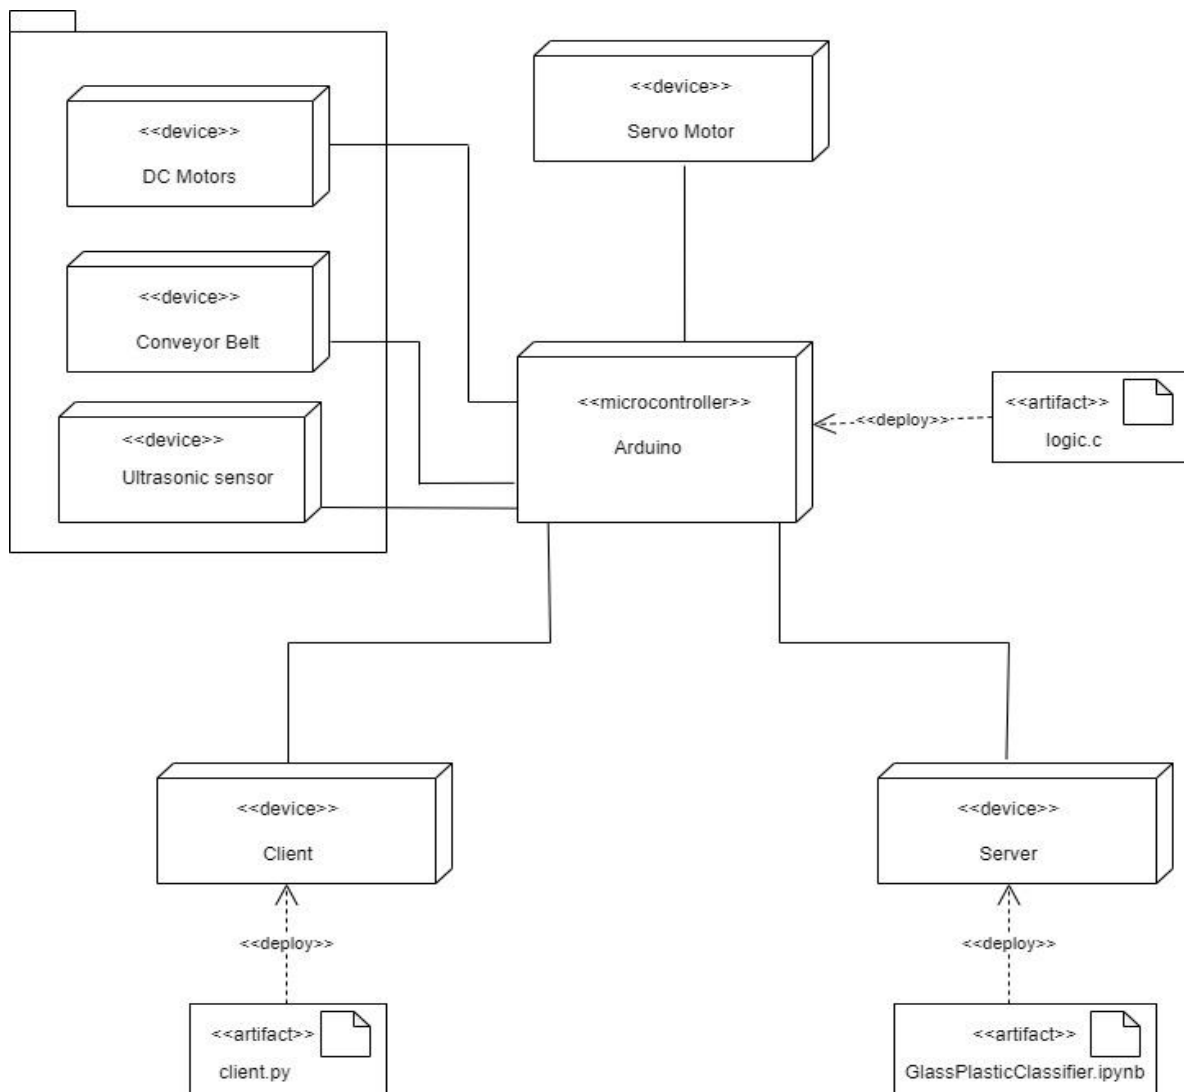 <<device>>
DC Motors
<<device>>
Servo Motor
<<device>>
Conveyor Belt
<<device>>
Ultrasonic sensor
<<microcontroller>>
Arduino
<<deploy>>
<<artifact>>
logic.c
<<device>>
Client
<<device>>
Server
<<deploy>>
<<deploy>>
<<artifact>>
client.py
<<artifact>>
GlassPlasticClassifier.ipynb